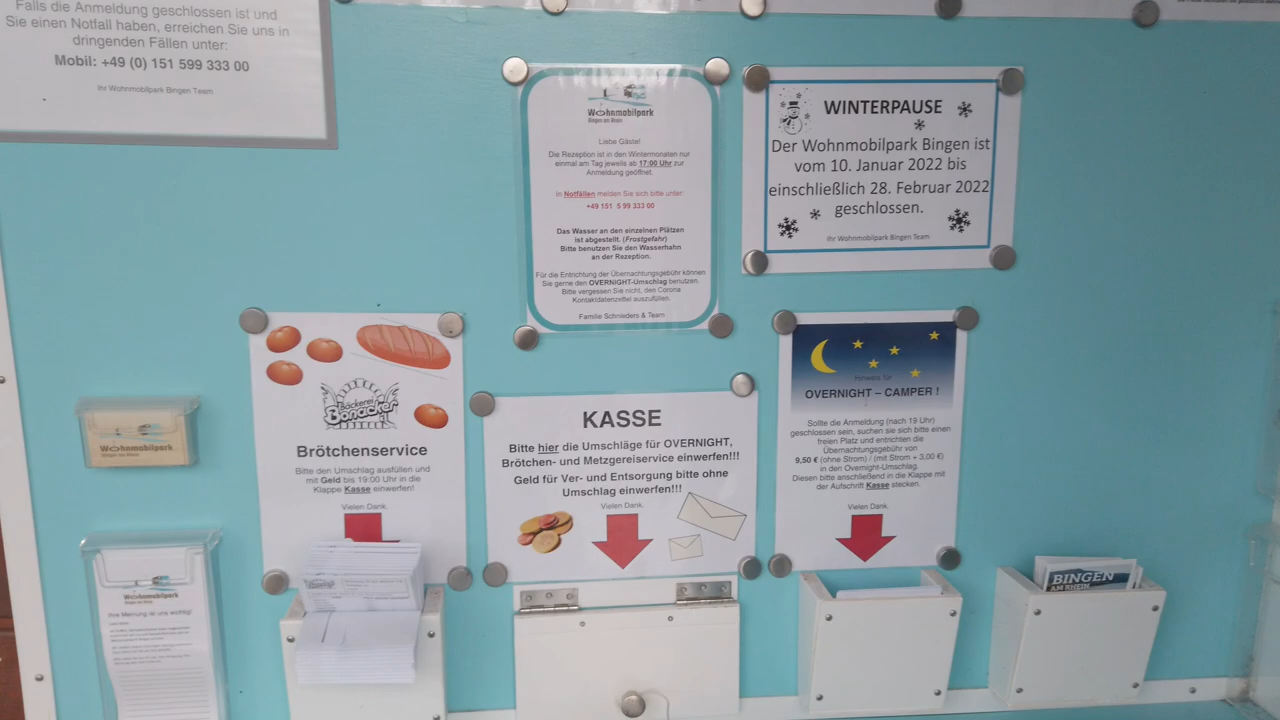 Falls die Anmeldung geschlossen ist und
Sie einen Notfall haben, erreichen Sie uns in
dringenden Fällen unter:
Mobil: +49 (0) 151 599 333 00
Ihr Wohnmobilpark Bingen Team
Wohnmobilpark
Bingen am Rhein
Liebe Gäste!
Die Rezeption ist in den Wintermonaten nur
einmal am Tag jeweils ab 17:00 Uhr zur
Anmeldung geöffnet.
In Notfällen melden Sie sich bitte unter:
+49 151 5 99 333 00
Das Wasser an den einzelnen Plätzen
ist abgestellt. (Frostgefahr)
Bitte benutzen Sie den Wasserhahn
an der Rezeption.
Für die Entrichtung der Übernachtungsgebühr können
Sie gerne den OVERNIGHT-Umschlag benutzen.
Bitte vergessen Sie nicht, den Corona
Kontaktdatenzettel auszufüllen.
Familie Schnieders & Team
WINTERPAUSE
Der Wohnmobilpark Bingen ist
vom 10. Januar 2022 bis
einschließlich 28. Februar 2022
geschlossen.
Ihr Wohnmobilpark Bingen Team
Bäckerei
Bonacker
Brötchenservice
Bitte den Umschlag ausfüllen und
mit Geld bis 19:00 Uhr in die
Klappe Kasse einwerfen!
Vielen Dank.
KASSE
Bitte hier die Umschläge für OVERNIGHT,
Brötchen- und Metzgereiservice einwerfen!!!
Geld für Ver- und Entsorgung bitte ohne
Umschlag einwerfen!!!
Vielen Dank.
Hinweis für
OVERNIGHT – CAMPER !
Sollte die Anmeldung (nach 19 Uhr)
geschlossen sein, suchen sie sich bitte einen
freien Platz und entrichten die
Übernachtungsgebühr von
9,50 € (ohne Strom) / (mit Strom + 3,00 €)
in den Overnight-Umschlag.
Diesen bitte anschließend in die Klappe mit
der Aufschrift Kasse stecken.
Vielen Dank.
Wohnmobilpark
Bingen am Rhein
Wohnmobilpark
Bingen am Rhein
Ihre Meinung ist uns wichtig!
BINGEN
AM RHEIN